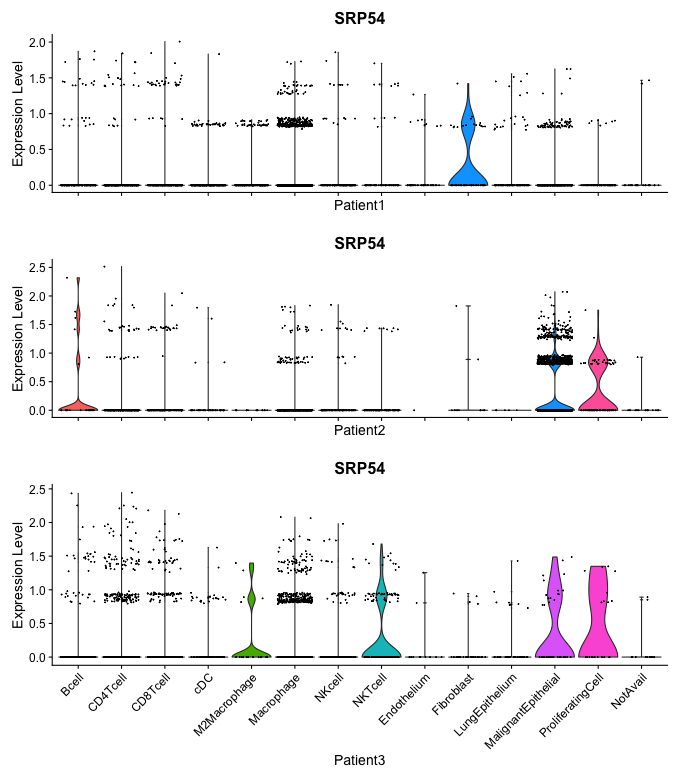 SRP54
Expression Level
2.0
1.5
1.0
0.5
0.0
Patient1
SRP54
Expression Level
2.5
2.0
1.5
1.0
0.5
0.0
Patient2
SRP54
Expression Level
2.5
2.0
1.5
1.0
0.5
0.0
Bcell
CD4Tcell
CD8Tcell
cDC
M2Macrophage
Macrophage
NKcell
NKTcell
Endothelium
Fibroblast
LungEpithelium
MalignantEpithelial
ProliferatingCell
NotAvail
Patient3